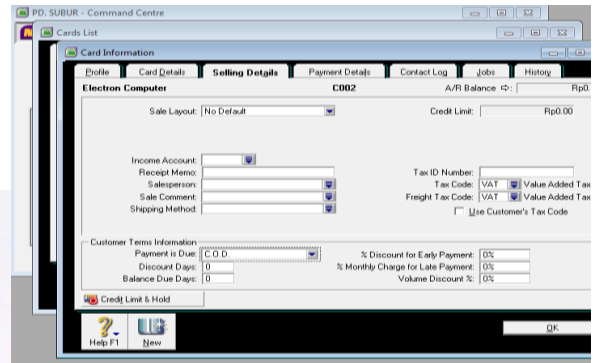 PD. SUBUR - Command Centre
Cards List
Card Information
Profile Card Details Selling Details Payment Details Contact Log Jobs History
Electron Computer C002 A/R Balance ⇨: Rp0.
Sale Layout: No Default Credit Limit: Rp0.00
Income Account:
Receipt Memo: Tax ID Number:
Salesperson: Tax Code: VAT Value Added Tax
Sale Comment: Freight Tax Code: VAT Value Added Tax
Shipping Method: Use Customer's Tax Code
Customer Terms Information
Payment is Due: C.O.D. % Discount for Early Payment: 0%
Discount Days: 0 % Monthly Charge for Late Payment: 0%
Balance Due Days: 0 Volume Discount %: 0%
Credit Limit & Hold
Help F1 New OK